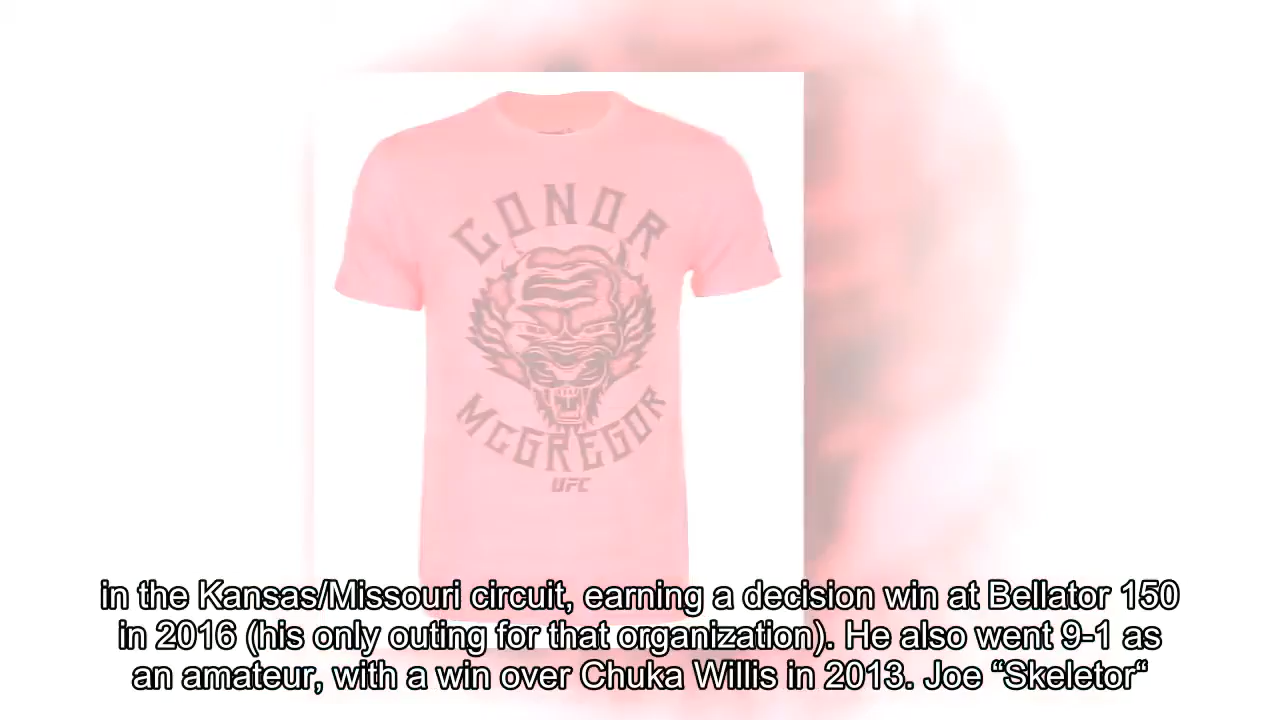 CONOR
MCGREGOR
UFC
in the Kansas/Missouri circuit, earning a decision win at Bellator 150
in 2016 (his only outing for that organization). He also went 9-1 as
an amateur, with a win over Chuka Willis in 2013. Joe “Skeletor“